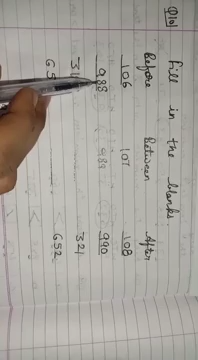 Q10) Fill in the blanks:
Before Between After
106 107 108
988 989 990
321
652